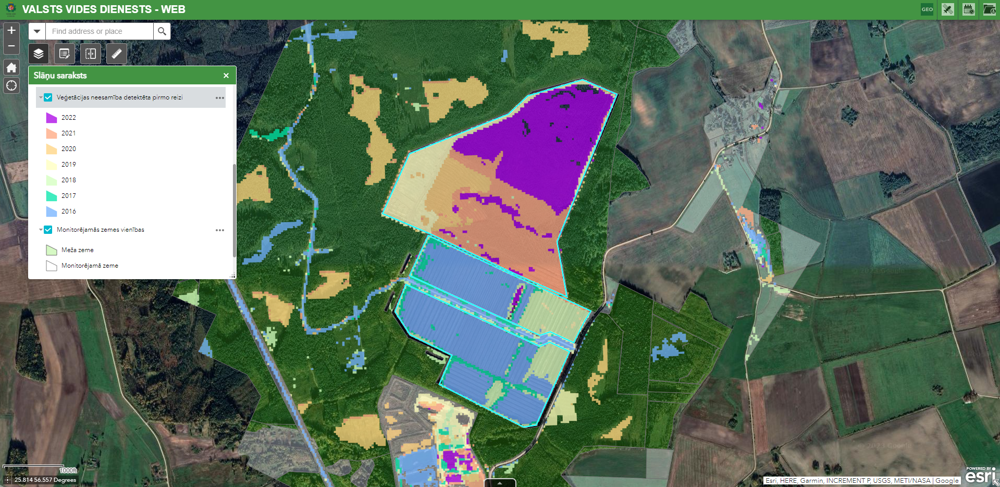 VALSTS VIDES DIENESTS - WEB
GEO
Find address or place
Slāņu saraksts
Veģetācijas neesamība detektēta pirmo reizi
2022
2021
2020
2019
2018
2017
2016
Monitorējamās zemes vienības
Meža zeme
Monitorējamā zeme
1000ft
25.814 56.557 Degrees
POWERED BY
esri
Esri, HERE, Garmin, INCREMENT P, USGS, METI/NASA | Google